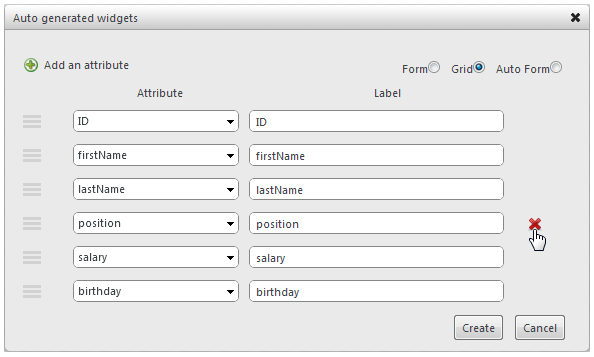 Auto generated widgets
Add an attribute
Form Grid Auto Form
Attribute Label
ID ID
firstName firstName
lastName lastName
position position
salary salary
birthday birthday
Create Cancel